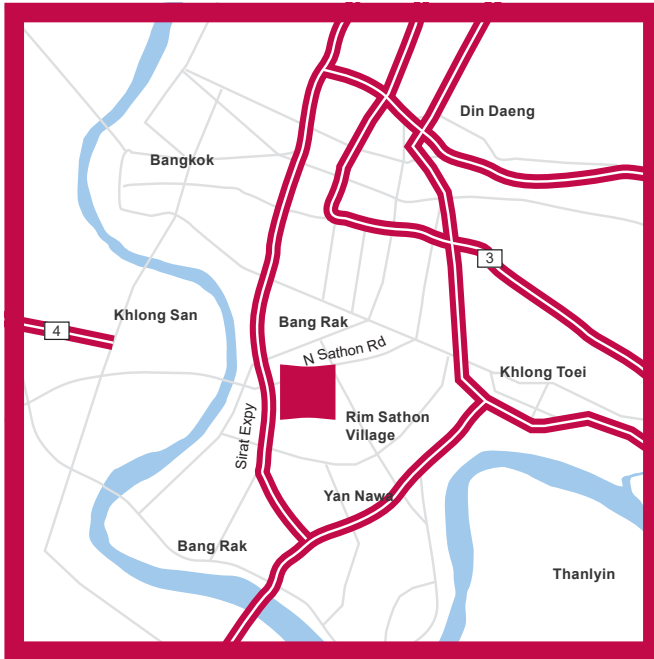 Din Daeng
Bangkok
3
Khlong San
Bang Rak
4
N Sathon Rd
Khlong Toei
Sirat Expy
Rim Sathon
Village
Yan Nawa
Bang Rak
Thanlyin